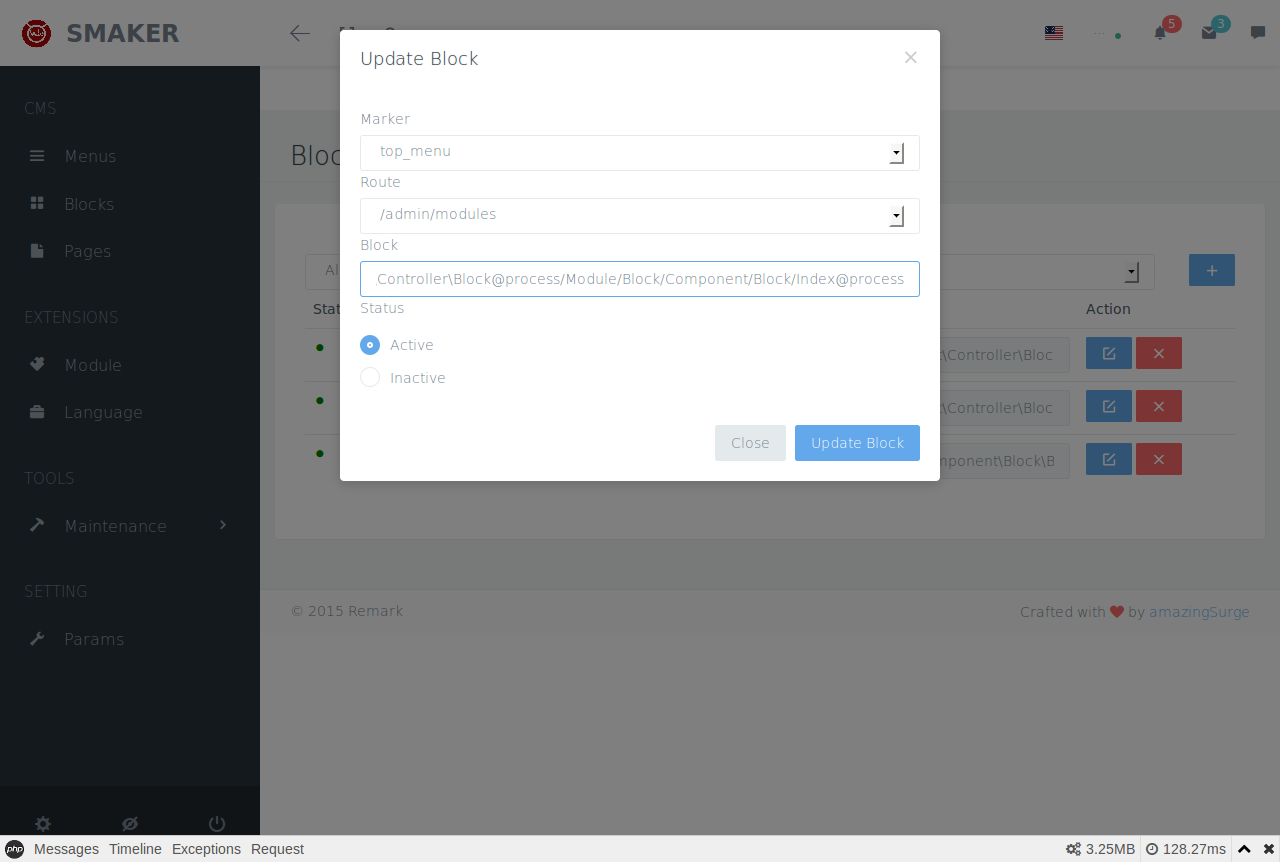 SMAKER
5
3
Update Block
×
CMS
Menus
Blocks
Pages
EXTENSIONS
Module
Language
TOOLS
Maintenance
SETTING
Params
Marker
top_menu
Route
/admin/modules
Block
Controller\Block@process/Module/Block/Component/Block/Index@process
Status
Active
Inactive
Close
Update Block
Bloc
Al
Stat
Action
\Controller\Bloc
\Controller\Bloc
mponent\Block\B
© 2015 Remark
Crafted with ❤ by amazingSurge
php Messages Timeline Exceptions Request 3.25MB 128.27ms